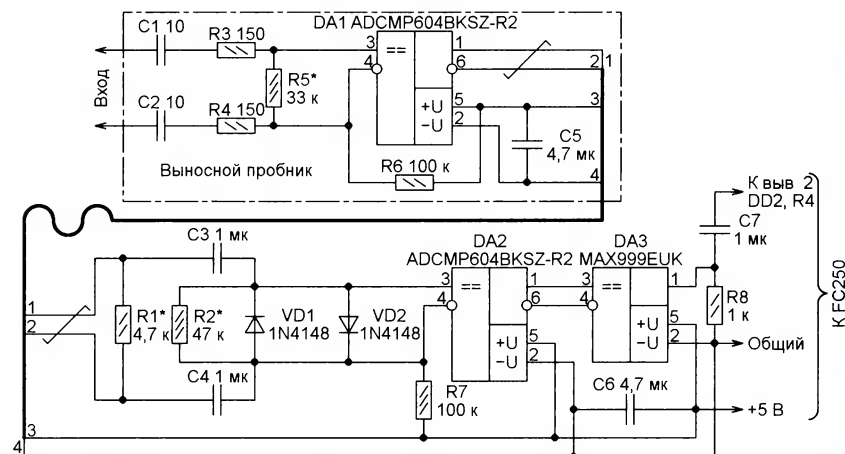 DA1 ADCMP604BKSZ-R2
C1 10
R3 150
3
==
1
4
6
2
1
R5*
33 к
Вход
C2 10
R4 150
+U
5
3
−U
2
C5
4,7 мк
R6 100 к
4
Выносной пробник
К выв 2
DD2, R4
C7
1 мк
C3 1 мк
DA2
ADCMP604BKSZ-R2
DA3
MAX999EUK
3
==
1
3
==
1
4
6
4
R8
1 к
К FC250
1
2
R1*
4,7 к
R2*
47 к
VD1
1N4148
VD2
1N4148
+U
5
−U
2
+U
5
−U
2
Общий
C4 1 мк
R7
100 к
C6 4,7 мк
+5 В
3
4